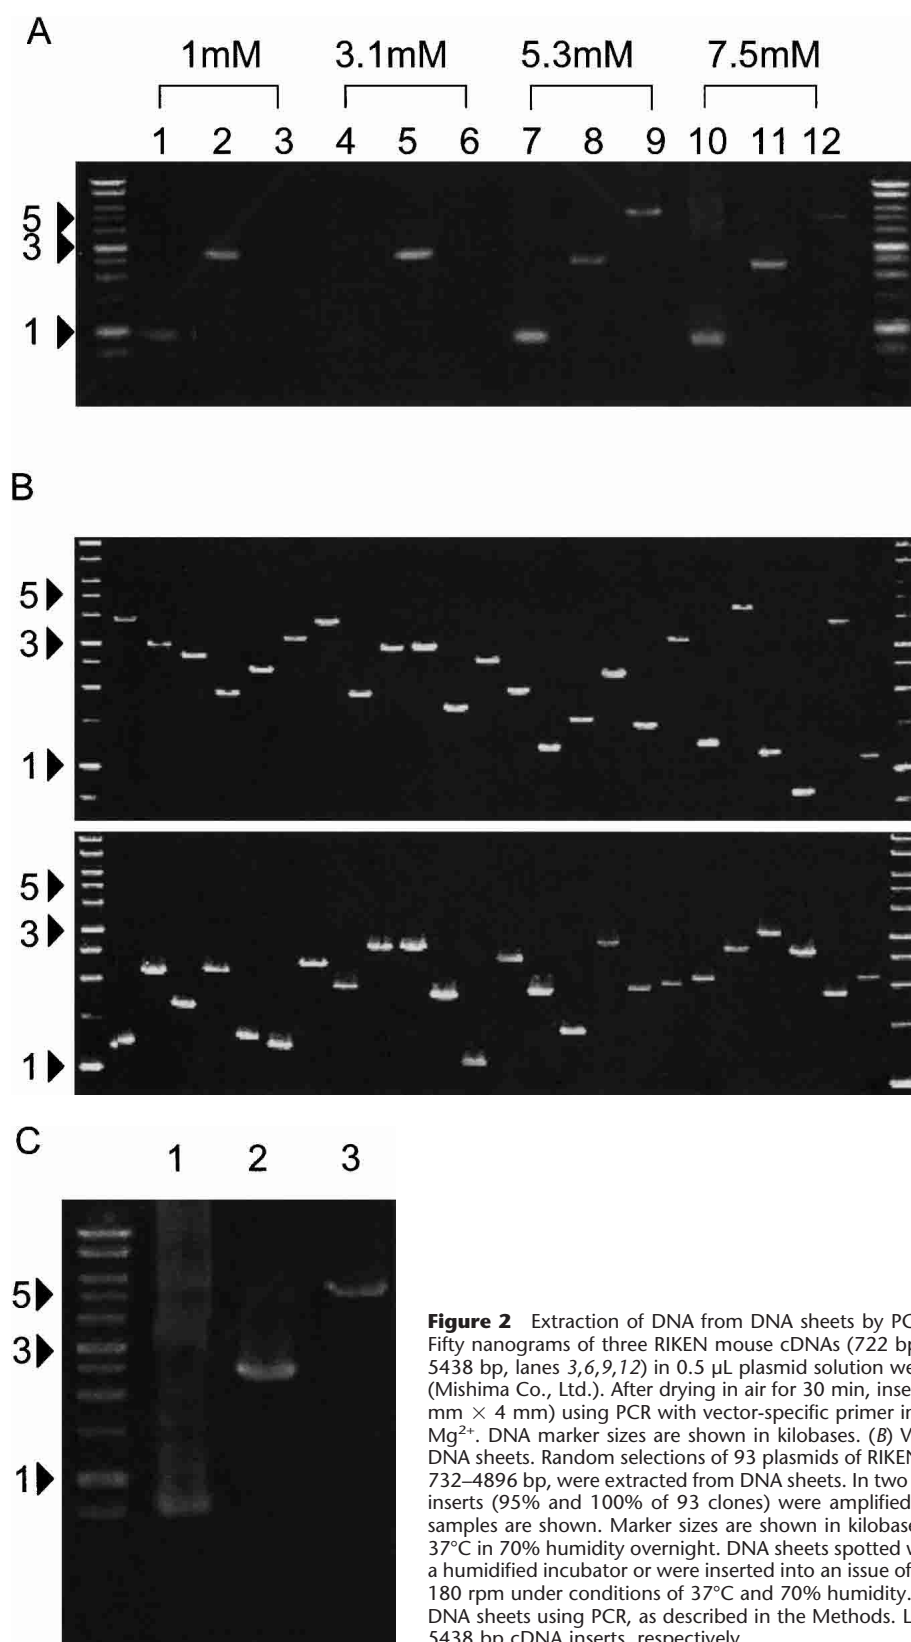 A
1mM 3.1mM 5.3mM 7.5mM
1 2 3 4 5 6 7 8 9 10 11 12
5
3
1
B
5
3
1
5
3
1
C
1 2 3
5
3
1
Figure 2 Extraction of DNA from DNA sheets by PC
Fifty nanograms of three RIKEN mouse cDNAs (722 bp
5438 bp, lanes 3,6,9,12) in 0.5 µL plasmid solution we
(Mishima Co., Ltd.). After drying in air for 30 min, inse
mm × 4 mm) using PCR with vector-specific primer in
Mg2+. DNA marker sizes are shown in kilobases. (B) V
DNA sheets. Random selections of 93 plasmids of RIKEN
732–4896 bp, were extracted from DNA sheets. In two
inserts (95% and 100% of 93 clones) were amplified
samples are shown. Marker sizes are shown in kilobase
37°C in 70% humidity overnight. DNA sheets spotted w
a humidified incubator or were inserted into an issue of
180 rpm under conditions of 37°C and 70% humidity.
DNA sheets using PCR, as described in the Methods. L
5438 bp cDNA inserts, respectively.